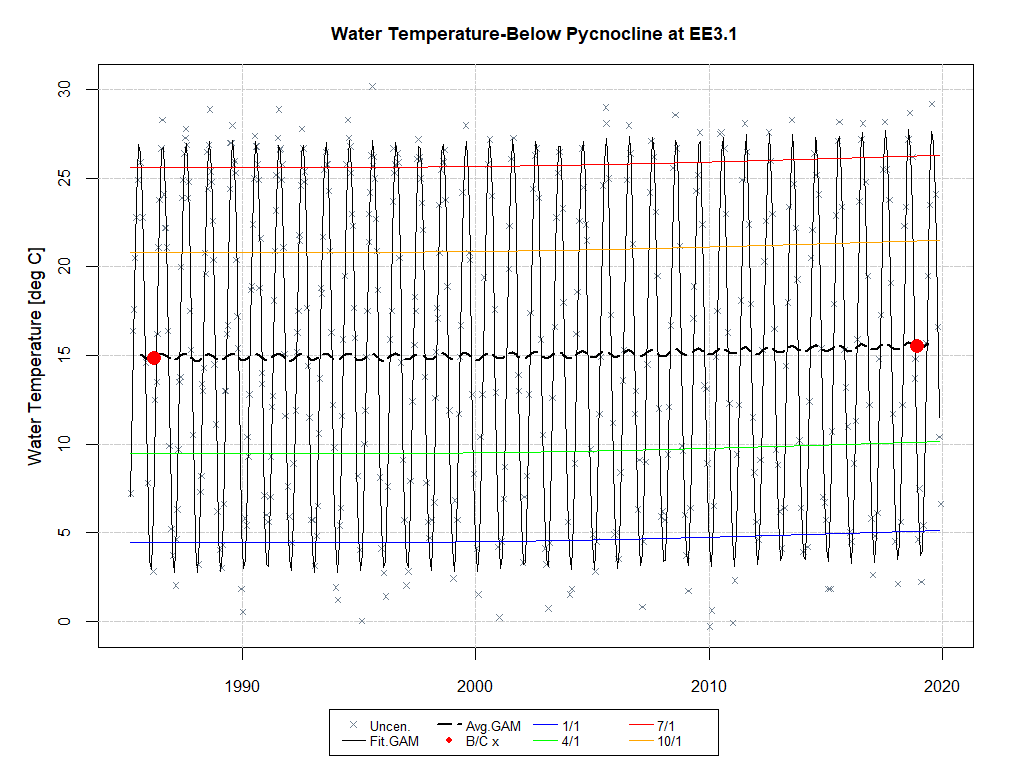 Water Temperature-Below Pycnocline at EE3.1
Water Temperature [deg C]
30
25
20
15
10
5
0
1990 2000 2010 2020
Uncen. Avg.GAM 1/1 7/1
Fit.GAM B/C x 4/1 10/1